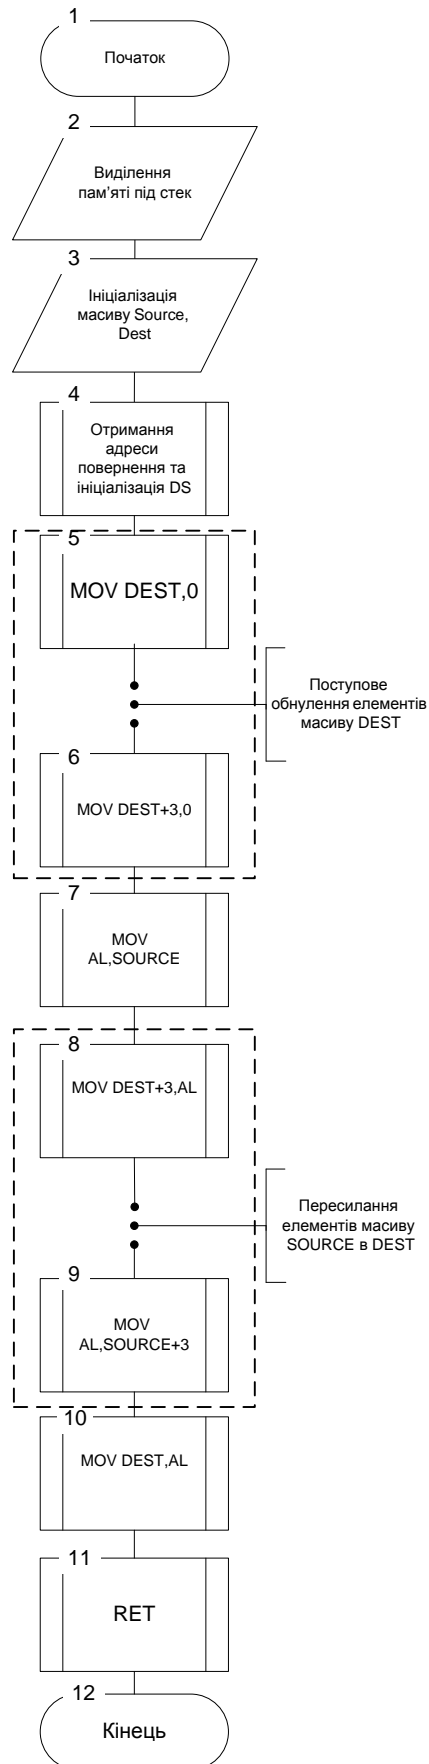 1
Початок
2
Виділення
пам'яті під стек
3
Ініціалізація
масиву Source,
Dest
4
Отримання
адреси
повернення та
ініціалізація DS
5
MOV DEST,0
Поступове
обнулення елементів
масиву DEST
6
MOV DEST+3,0
7
MOV
AL,SOURCE
8
MOV DEST+3,AL
Пересилання
елементів масиву
SOURCE в DEST
9
MOV
AL,SOURCE+3
10
MOV DEST,AL
11
RET
12
Кінець